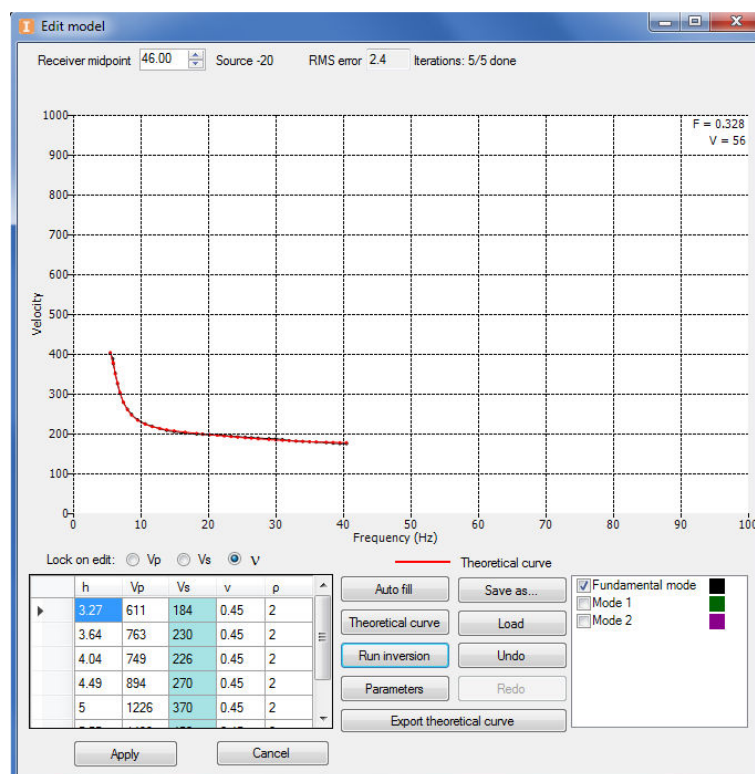 Edit model
Receiver midpoint 46.00 Source -20 RMS error 2.4 Iterations: 5/5 done
F = 0.328
V = 56
1000
900
800
700
600
500
400
300
200
100
0
Velocity
0 10 20 30 40 50 60 70 80 90 100
Frequency (Hz)
Lock on edit: Vp Vs ν
Theoretical curve
h Vp Vs ν ρ
3.27 611 184 0.45 2
3.64 763 230 0.45 2
4.04 749 226 0.45 2
4.49 894 270 0.45 2
5 1226 370 0.45 2
Auto fill Save as...
Theoretical curve Load
Run inversion Undo
Parameters Redo
Export theoretical curve
Fundamental mode
Mode 1
Mode 2
Apply Cancel